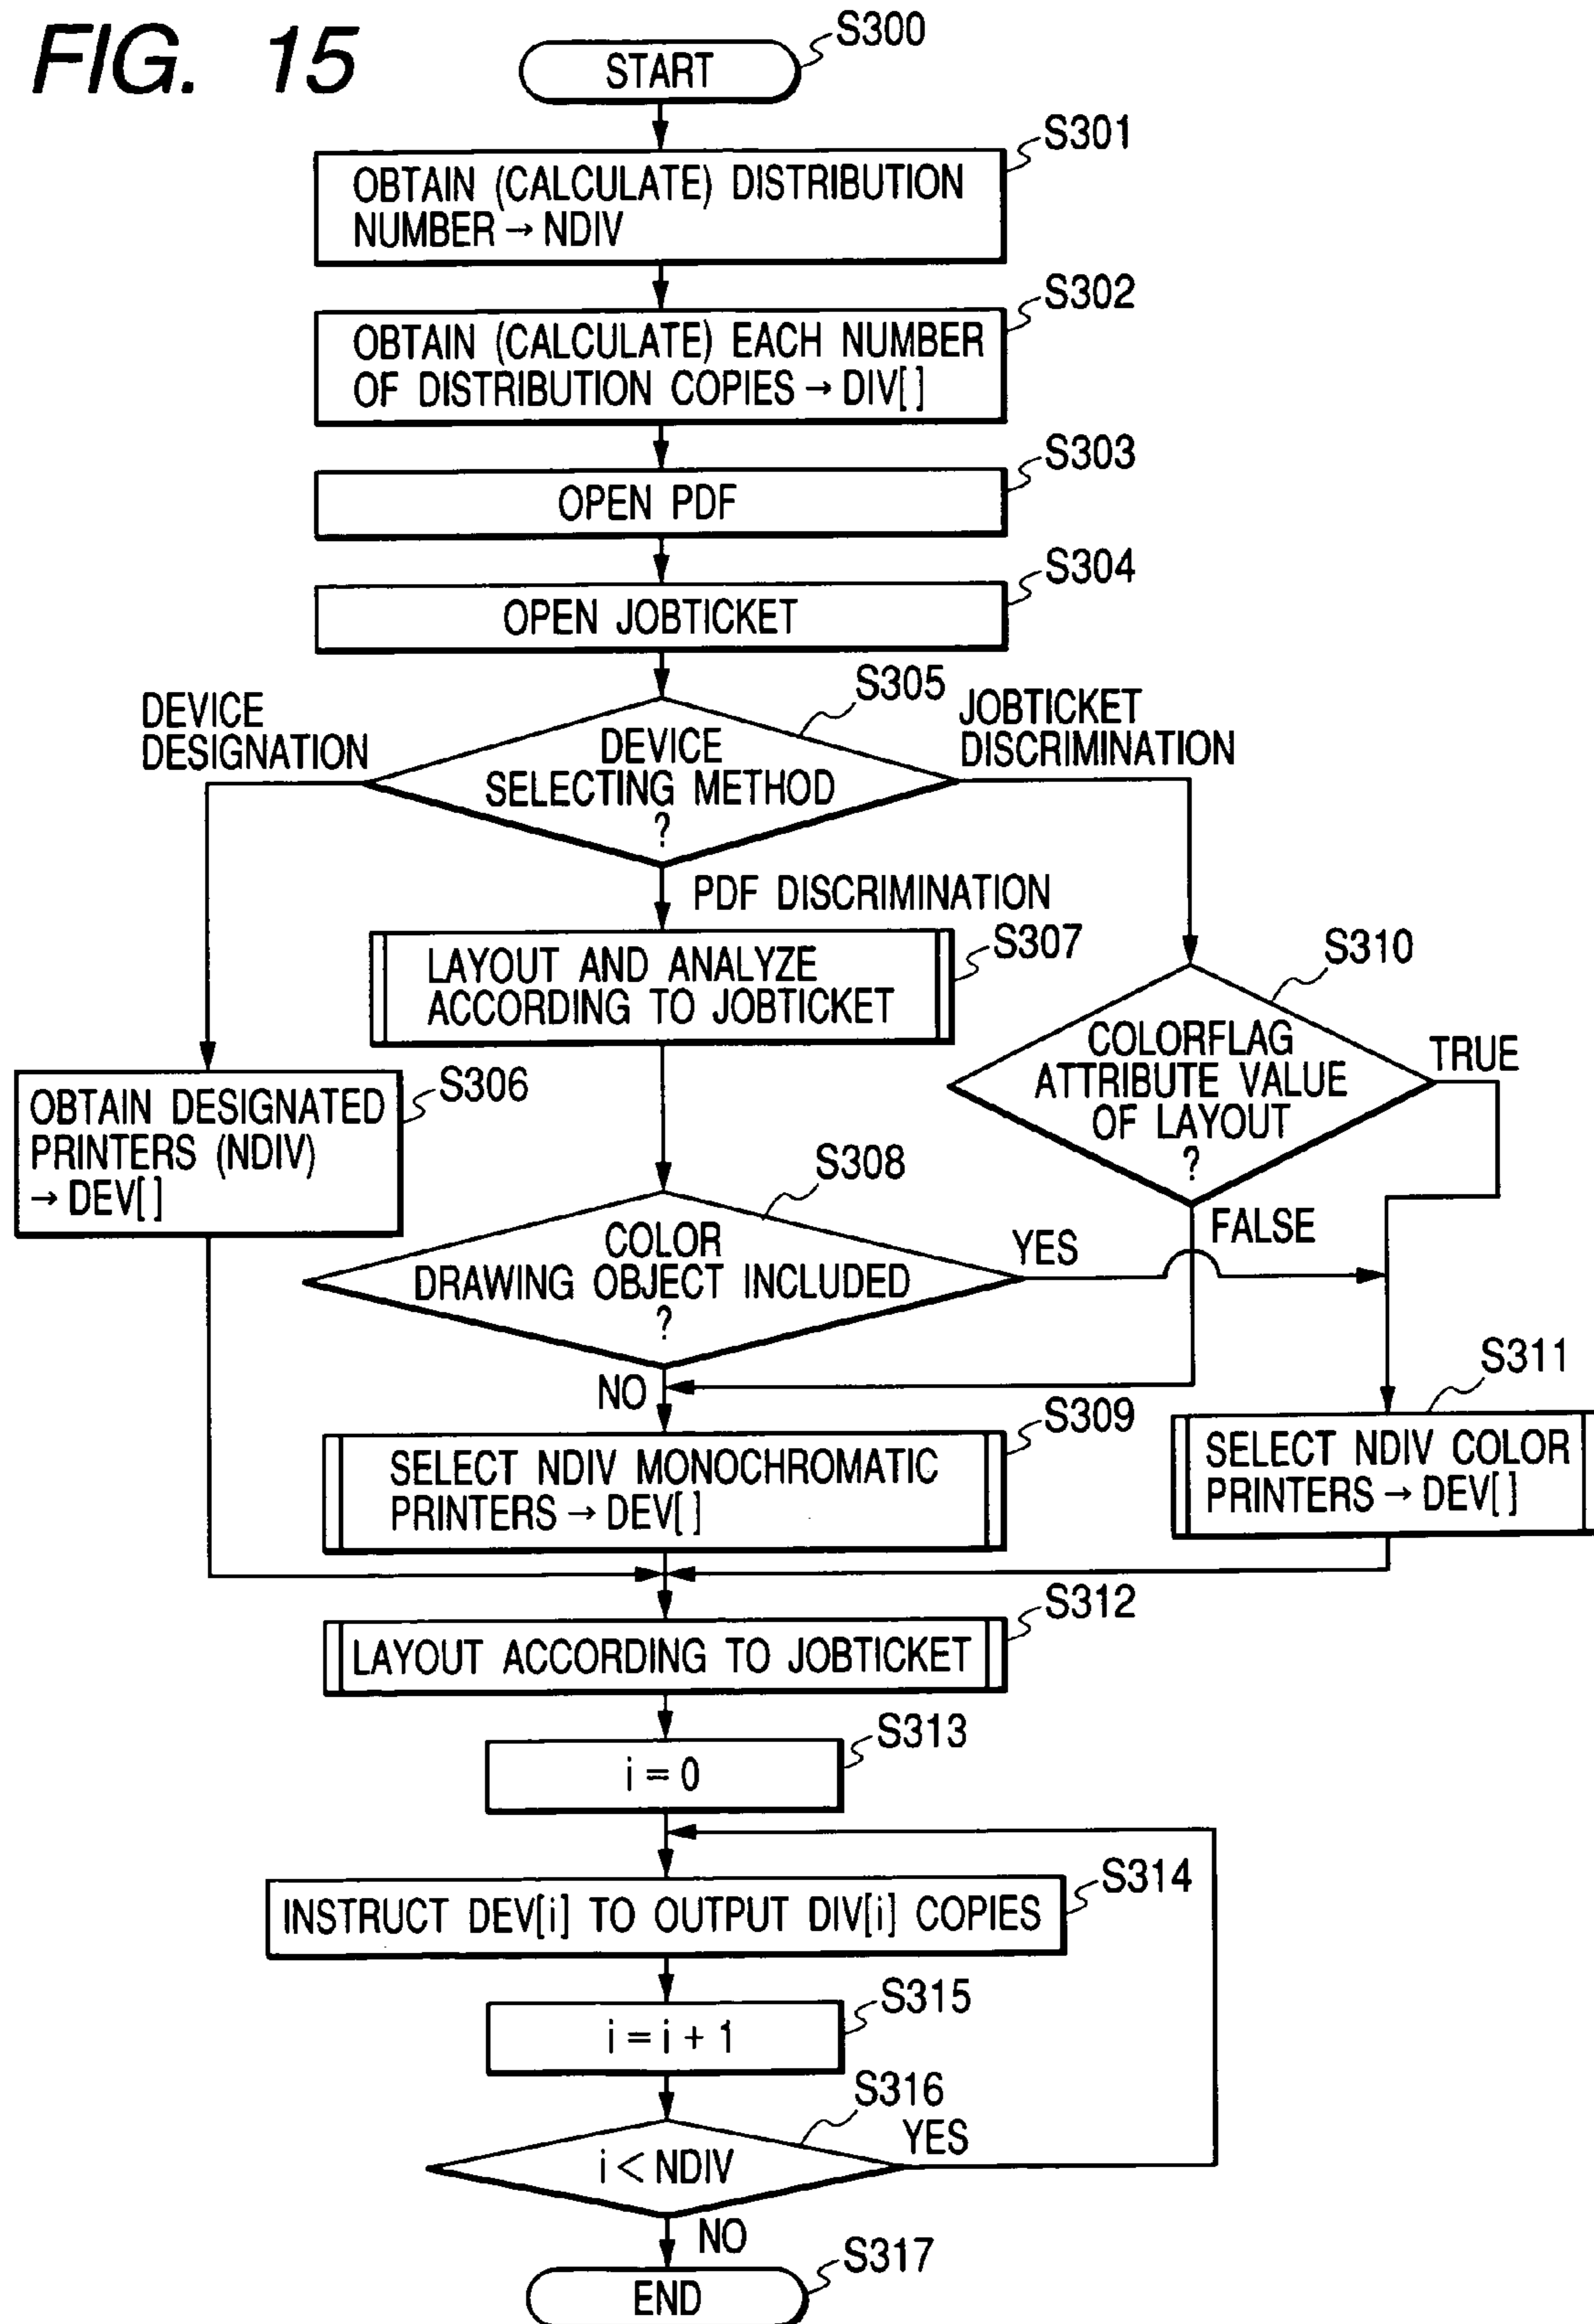 FIG. 15
START
S300
OBTAIN (CALCULATE) DISTRIBUTION
NUMBER → NDIV
S301
OBTAIN (CALCULATE) EACH NUMBER
OF DISTRIBUTION COPIES → DIV[ ]
S302
OPEN PDF
S303
OPEN JOBTICKET
S304
DEVICE
SELECTING METHOD
?
S305
DEVICE
DESIGNATION
JOBTICKET
DISCRIMINATION
PDF DISCRIMINATION
OBTAIN DESIGNATED
PRINTERS (NDIV)
→ DEV[ ]
S306
LAYOUT AND ANALYZE
ACCORDING TO JOBTICKET
S307
COLORFLAG
ATTRIBUTE VALUE
OF LAYOUT
?
S310
TRUE
FALSE
COLOR
DRAWING OBJECT INCLUDED
?
S308
YES
NO
SELECT NDIV MONOCHROMATIC
PRINTERS → DEV[ ]
S309
SELECT NDIV COLOR
PRINTERS → DEV[ ]
S311
LAYOUT ACCORDING TO JOBTICKET
S312
i = 0
S313
INSTRUCT DEV[i] TO OUTPUT DIV[i] COPIES
S314
i = i + 1
S315
i < NDIV
S316
YES
NO
END
S317